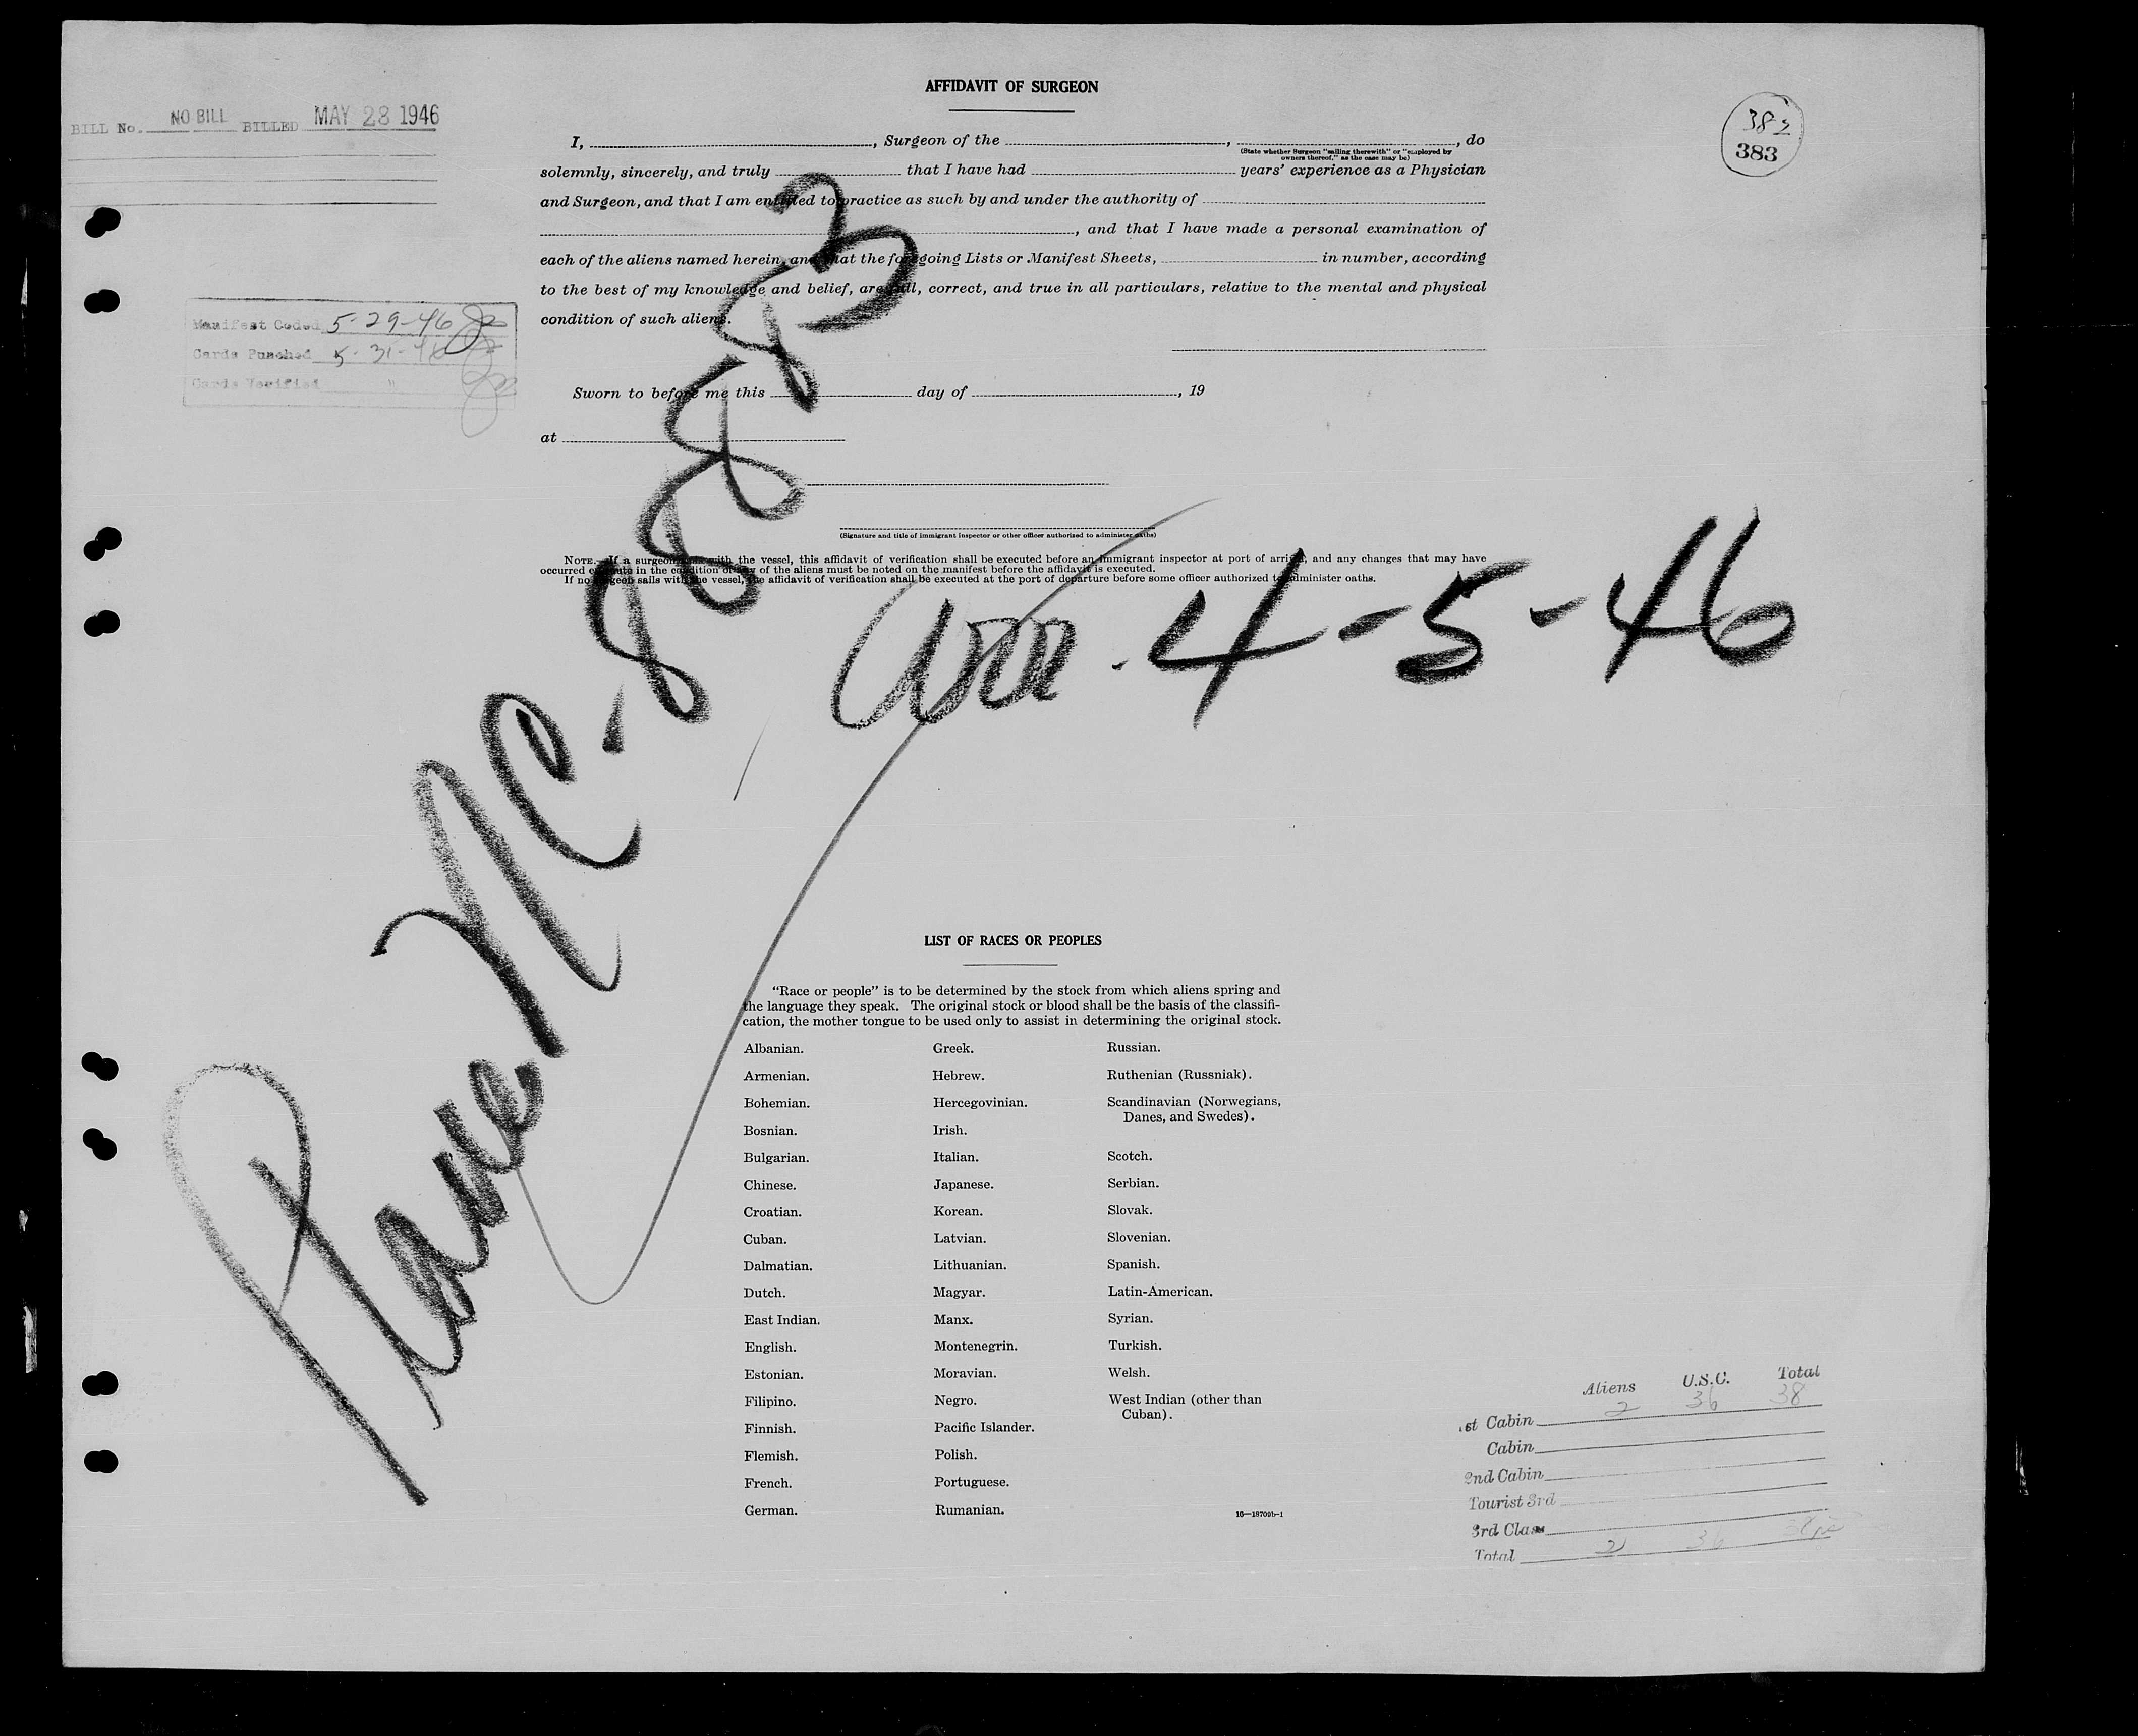 AFFIDAVIT OF SURGEON
BILL No. NO BILL BILLED MAY 28 1946
382
383
I, , Surgeon of the , , do
(State whether Surgeon "sailing therewith" or "employed by
owners thereof," as the case may be)
solemnly, sincerely, and truly that I have had years' experience as a Physician
and Surgeon, and that I am entitled to practice as such by and under the authority of
, and that I have made a personal examination of
each of the aliens named herein, and that the foregoing Lists or Manifest Sheets, in number, according
to the best of my knowledge and belief, are full, correct, and true in all particulars, relative to the mental and physical
condition of such aliens.
Manifest Coded 5-29-46
Cards Punched 5-31-46
Cards Verified "
Sworn to before me this day of , 19
at
(Signature and title of immigrant inspector or other officer authorized to administer oaths)
NOTE.—If a surgeon sails with the vessel, this affidavit of verification shall be executed before an immigrant inspector at port of arrival, and any changes that may have
occurred en route in the condition of any of the aliens must be noted on the manifest before the affidavit is executed.
If no surgeon sails with the vessel, the affidavit of verification shall be executed at the port of departure before some officer authorized to administer oaths.
Plane NC-88883
Arr. 4-5-46
LIST OF RACES OR PEOPLES
"Race or people" is to be determined by the stock from which aliens spring and
the language they speak. The original stock or blood shall be the basis of the classifi-
cation, the mother tongue to be used only to assist in determining the original stock.
Albanian.
Armenian.
Bohemian.
Bosnian.
Bulgarian.
Chinese.
Croatian.
Cuban.
Dalmatian.
Dutch.
East Indian.
English.
Estonian.
Filipino.
Finnish.
Flemish.
French.
German.
Greek.
Hebrew.
Hercegovinian.
Irish.
Italian.
Japanese.
Korean.
Latvian.
Lithuanian.
Magyar.
Manx.
Montenegrin.
Moravian.
Negro.
Pacific Islander.
Polish.
Portuguese.
Rumanian.
Russian.
Ruthenian (Russniak).
Scandinavian (Norwegians,
Danes, and Swedes).
Scotch.
Serbian.
Slovak.
Slovenian.
Spanish.
Latin-American.
Syrian.
Turkish.
Welsh.
West Indian (other than
Cuban).
16—18709b-1
Aliens U.S.C. Total
st Cabin 2 36 38
Cabin
2nd Cabin
Tourist 3rd
3rd Class
Total 2 36